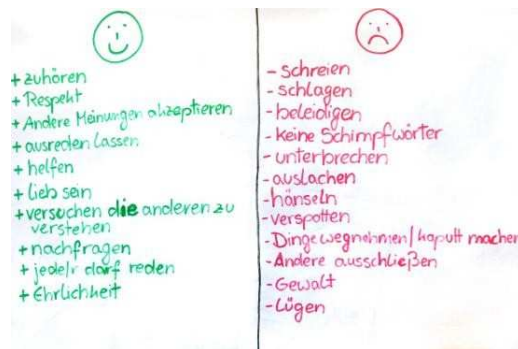 + zuhören
+ Respekt
+ Andere Meinungen akzeptieren
+ ausreden lassen
+ helfen
+ lieb sein
+ versuchen die anderen zu
verstehen
+ nachfragen
+ jede/r darf reden
+ Ehrlichkeit
- schreien
- schlagen
- beleidigen
- keine Schimpfwörter
- unterbrechen
- auslachen
- hänseln
- verspotten
- Dinge wegnehmen/kaputt machen
- Andere ausschließen
- Gewalt
- Lügen